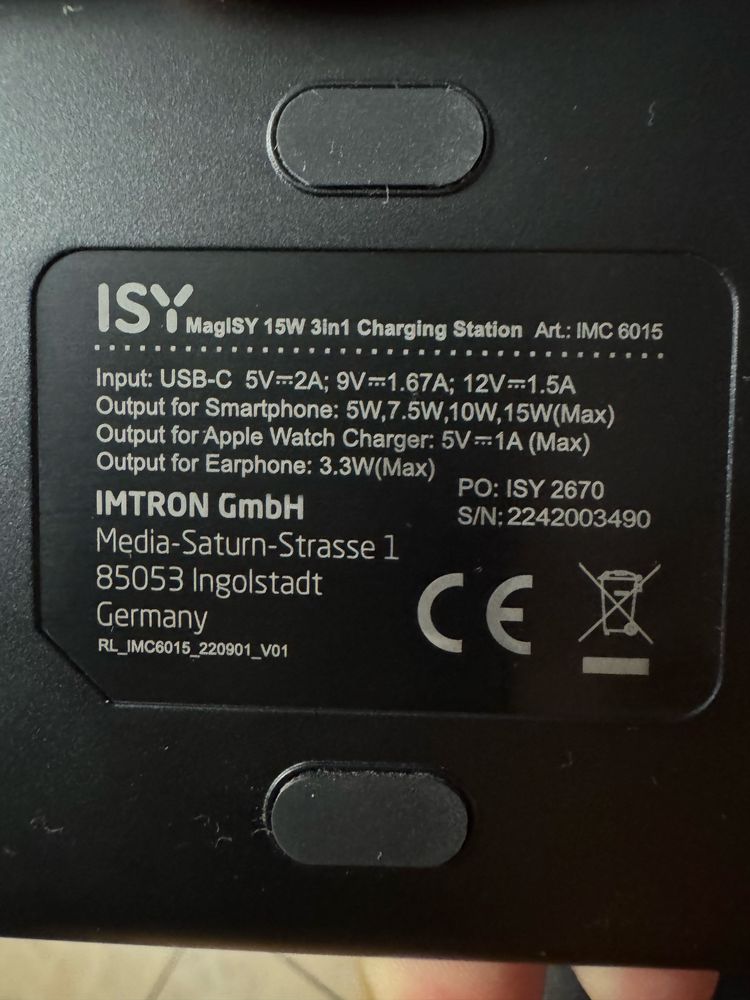 ISY MagISY 15W 3in1 Charging Station Art.: IMC 6015
Input: USB-C 5V⎓2A; 9V⎓1.67A; 12V⎓1.5A
Output for Smartphone: 5W,7.5W,10W,15W(Max)
Output for Apple Watch Charger: 5V⎓1A (Max)
Output for Earphone: 3.3W(Max)
PO: ISY 2670
S/N: 2242003490
IMTRON GmbH
Media-Saturn-Strasse 1
85053 Ingolstadt
Germany
RL_IMC6015_220901_V01
CE